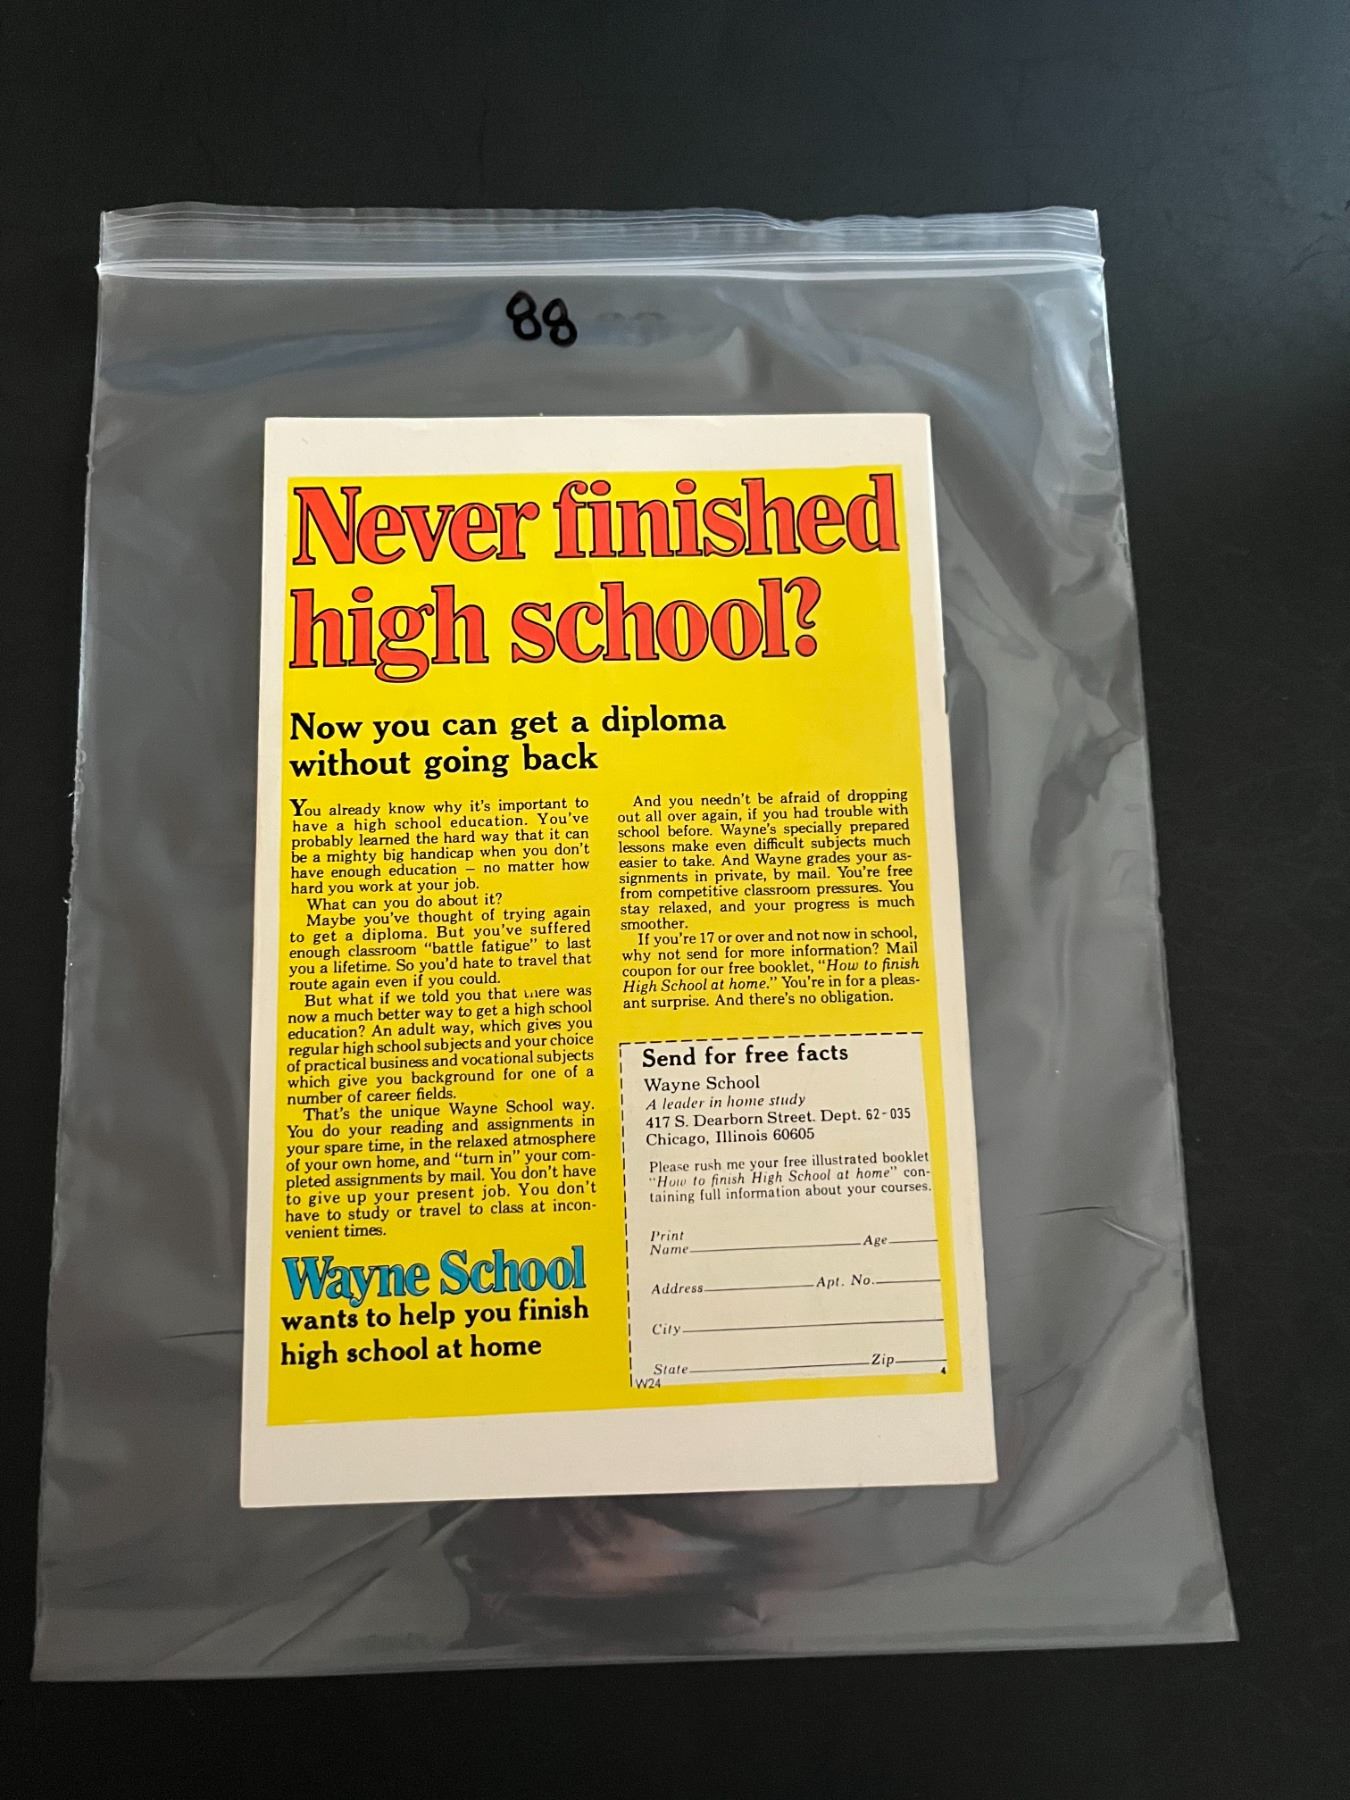 88
Never finished
high school?
Now you can get a diploma
without going back
You already know why it's important to
have a high school education. You've
probably learned the hard way that it can
be a mighty big handicap when you don't
have enough education – no matter how
hard you work at your job.
What can you do about it?
Maybe you've thought of trying again
to get a diploma. But you've suffered
enough classroom "battle fatigue" to last
you a lifetime. So you'd hate to travel that
route again even if you could.
But what if we told you that there was
now a much better way to get a high school
education? An adult way, which gives you
regular high school subjects and your choice
of practical business and vocational subjects
which give you background for one of a
number of career fields.
That's the unique Wayne School way.
You do your reading and assignments in
your spare time, in the relaxed atmosphere
of your own home, and "turn in" your com-
pleted assignments by mail. You don't have
to give up your present job. You don't
have to study or travel to class at incon-
venient times.
Wayne School
wants to help you finish
high school at home
And you needn't be afraid of dropping
out all over again, if you had trouble with
school before. Wayne's specially prepared
lessons make even difficult subjects much
easier to take. And Wayne grades your as-
signments in private, by mail. You're free
from competitive classroom pressures. You
stay relaxed, and your progress is much
smoother.
If you're 17 or over and not now in school,
why not send for more information? Mail
coupon for our free booklet, "How to finish
High School at home." You're in for a pleas-
ant surprise. And there's no obligation.
Send for free facts
Wayne School
A leader in home study
417 S. Dearborn Street. Dept. 62-035
Chicago, Illinois 60605
Please rush me your free illustrated booklet
"How to finish High School at home" con-
taining full information about your courses.
Print
Name Age
Address Apt. No.
City
State Zip
W24 4